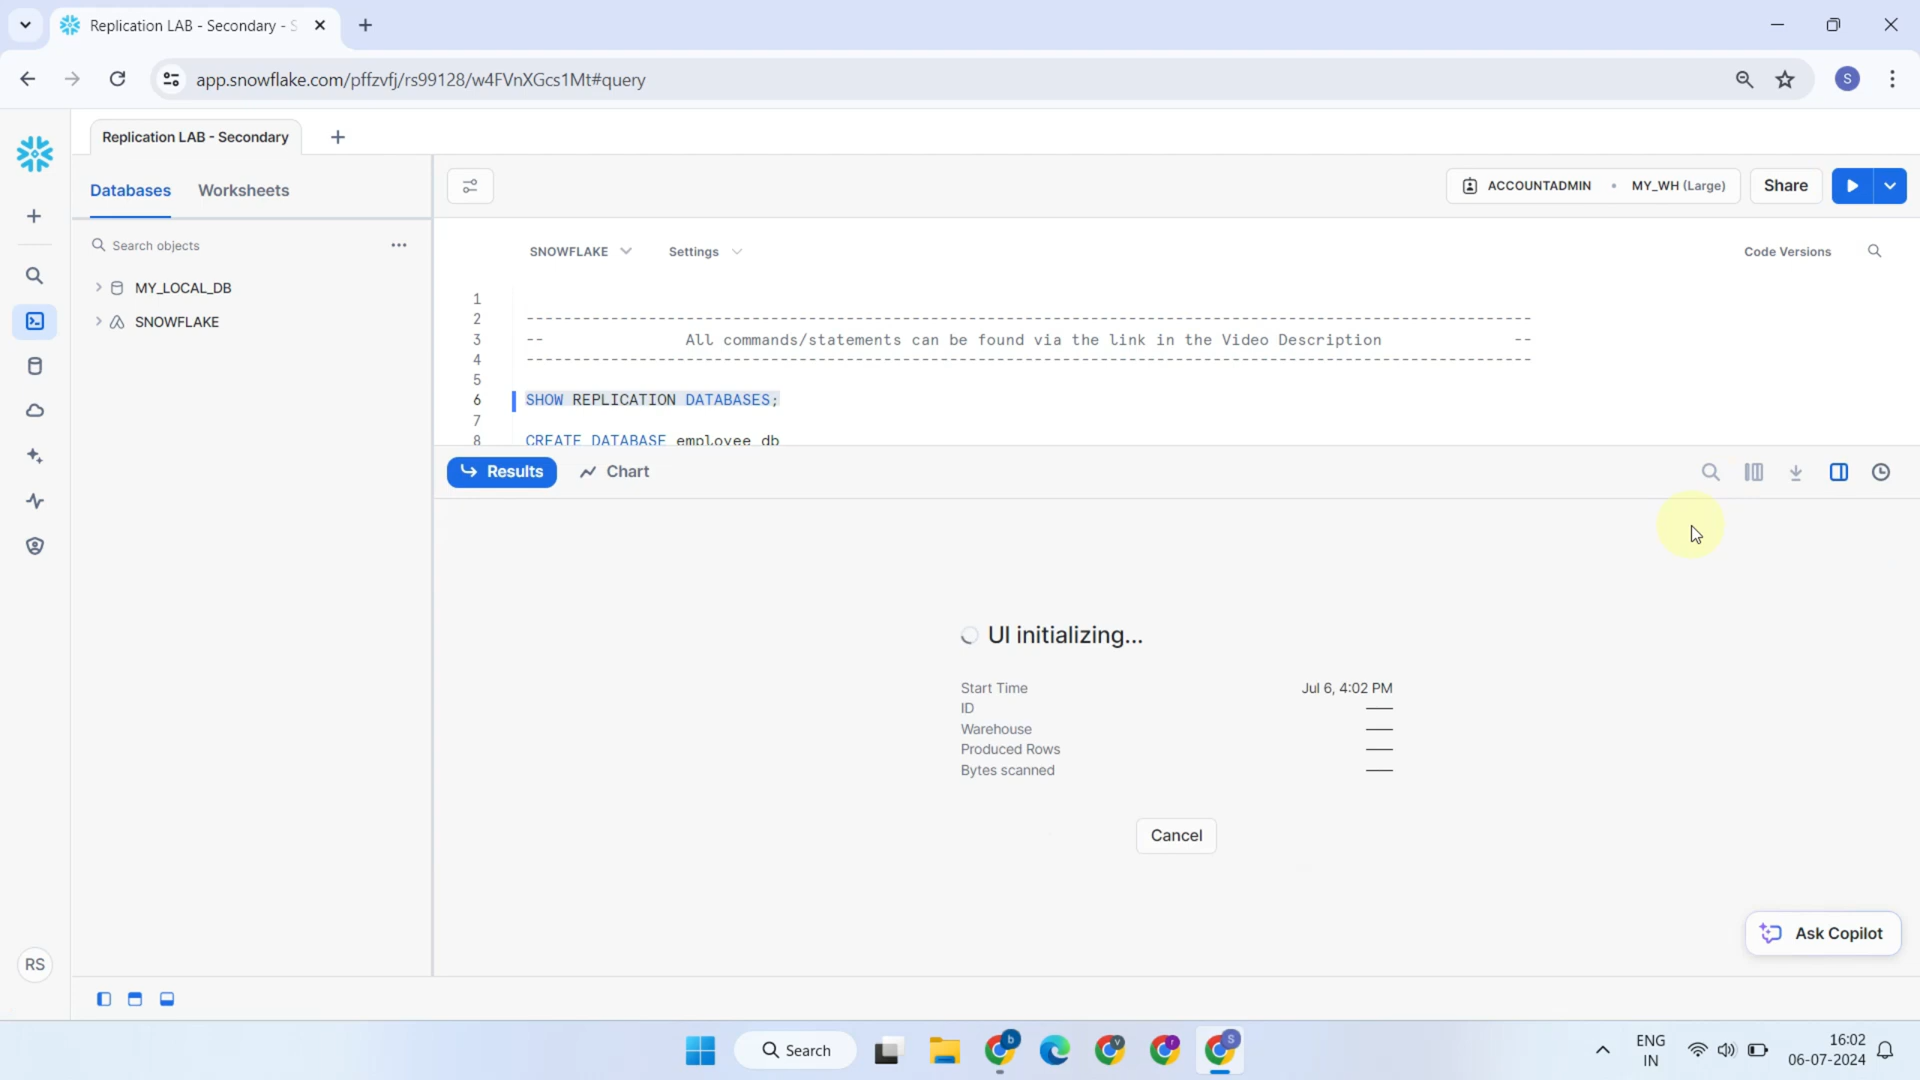 Replication LAB - Secondary - S
app.snowflake.com/pffzvfj/rs99128/w4FVnXGcs1Mt#query
S
Replication LAB - Secondary
Databases
Worksheets
ACCOUNTADMIN
MY_WH (Large)
Share
Search objects
SNOWFLAKE
Settings
Code Versions
MY_LOCAL_DB
SNOWFLAKE
1
2 --------------------------------------------------------------------------------------------------------
3 -- All commands/statements can be found via the link in the Video Description --
4 --------------------------------------------------------------------------------------------------------
5
6 SHOW REPLICATION DATABASES;
7
8 CREATE DATABASE employee_db
Results
Chart
UI initializing...
Start Time Jul 6, 4:02 PM
ID
Warehouse
Produced Rows
Bytes scanned
Cancel
Ask Copilot
RS
Search
b
v
r
S
ENG
IN
16:02
06-07-2024